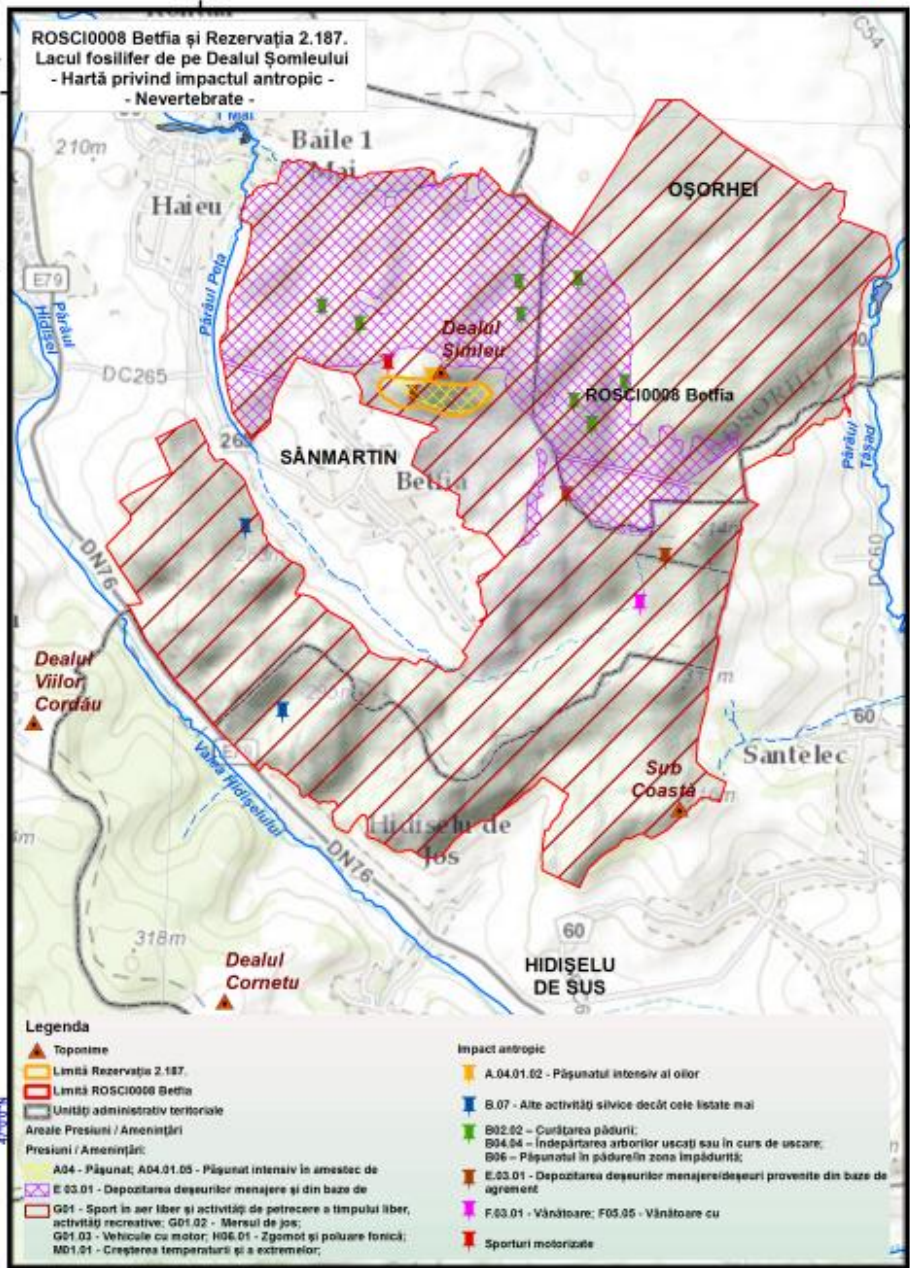 ROSCI0008 Betfia și Rezervația 2.187.
Lacul fosilifer de pe Dealul Șomleului
- Hartă privind impactul antropic -
- Nevertebrate -
DC54
210m
Baile 1
Mai
Haieu
OȘORHEI
E79
Pârâul
Hidișel
Pârâul Peța
DC265
Dealul
Șimleu
ROSCI0008 Betfia
OSORHEI
Pârâul
Tășad
SÂNMARTIN
Betfia
DN76
DC60
Dealul
Viilor
Cordău
Valea Hidișelului
60
Santelec
Sub
Coastă
Hidiselu de
Jos
DN76
318m
60
HIDIȘELU
DE SUS
Dealul
Cornetu
Legenda
Toponime
Limită Rezervația 2.187.
Limită ROSCI0008 Betfia
Unități administrativ teritoriale
Areale Presiuni / Amenințări
Presiuni / Amenințări:
A04 - Pășunat; A04.01.05 - Pășunat intensiv în amestec de
E 03.01 - Depozitarea deșeurilor menajere și din baze de
G01 - Sport în aer liber și activități de petrecere a timpului liber,
activități recreative; G01.02 - Mersul de jos;
G01.03 - Vehicule cu motor; H06.01 - Zgomot și poluare fonică;
M01.01 - Creșterea temperaturii și a extremelor;
Impact antropic
A.04.01.02 - Pășunatul intensiv al oilor
B.07 - Alte activități silvice decât cele listate mai
B02.02 – Curățarea pădurii;
B04.04 – Îndepărtarea arborilor uscați sau în curs de uscare;
B06 – Pășunatul în pădure/în zona împădurită;
E.03.01 - Depozitarea deșeurilor menajere/deșeuri provenite din baze de
agrement
F.03.01 - Vânătoare; F05.05 - Vânătoare cu
Sporturi motorizate